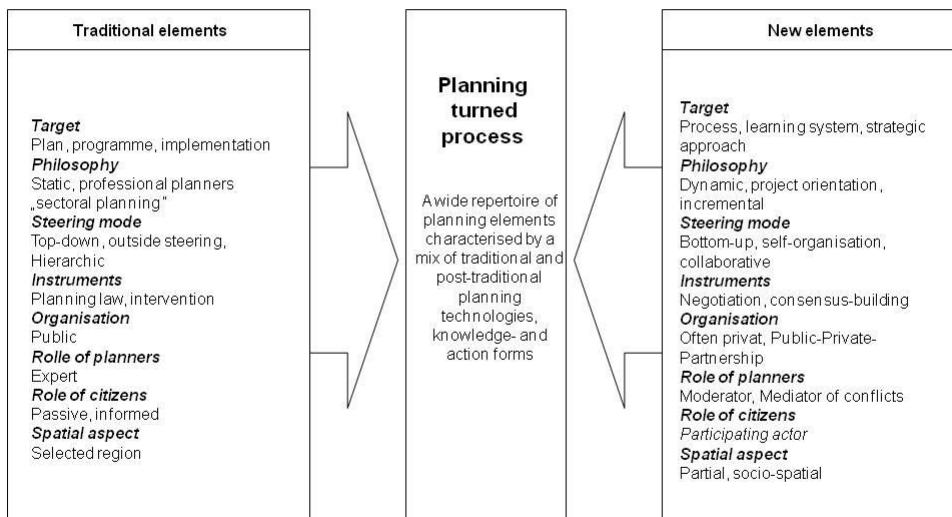 Traditional elements
Target
Plan, programme, implementation
Philosophy
Static, professional planners
„sectoral planning“
Steering mode
Top-down, outside steering,
Hierarchic
Instruments
Planning law, intervention
Organisation
Public
Rolle of planners
Expert
Role of citizens
Passive, informed
Spatial aspect
Selected region
Planning
turned
process
A wide repertoire of
planning elements
characterised by a
mix of traditional and
post-traditional
planning
technologies,
knowledge- and
action forms
New elements
Target
Process, learning system, strategic
approach
Philosophy
Dynamic, project orientation,
incremental
Steering mode
Bottom-up, self-organisation,
collaborative
Instruments
Negotiation, consensus-building
Organisation
Often privat, Public-Private-
Partnership
Role of planners
Moderator, Mediator of conflicts
Role of citizens
Participating actor
Spatial aspect
Partial, socio-spatial